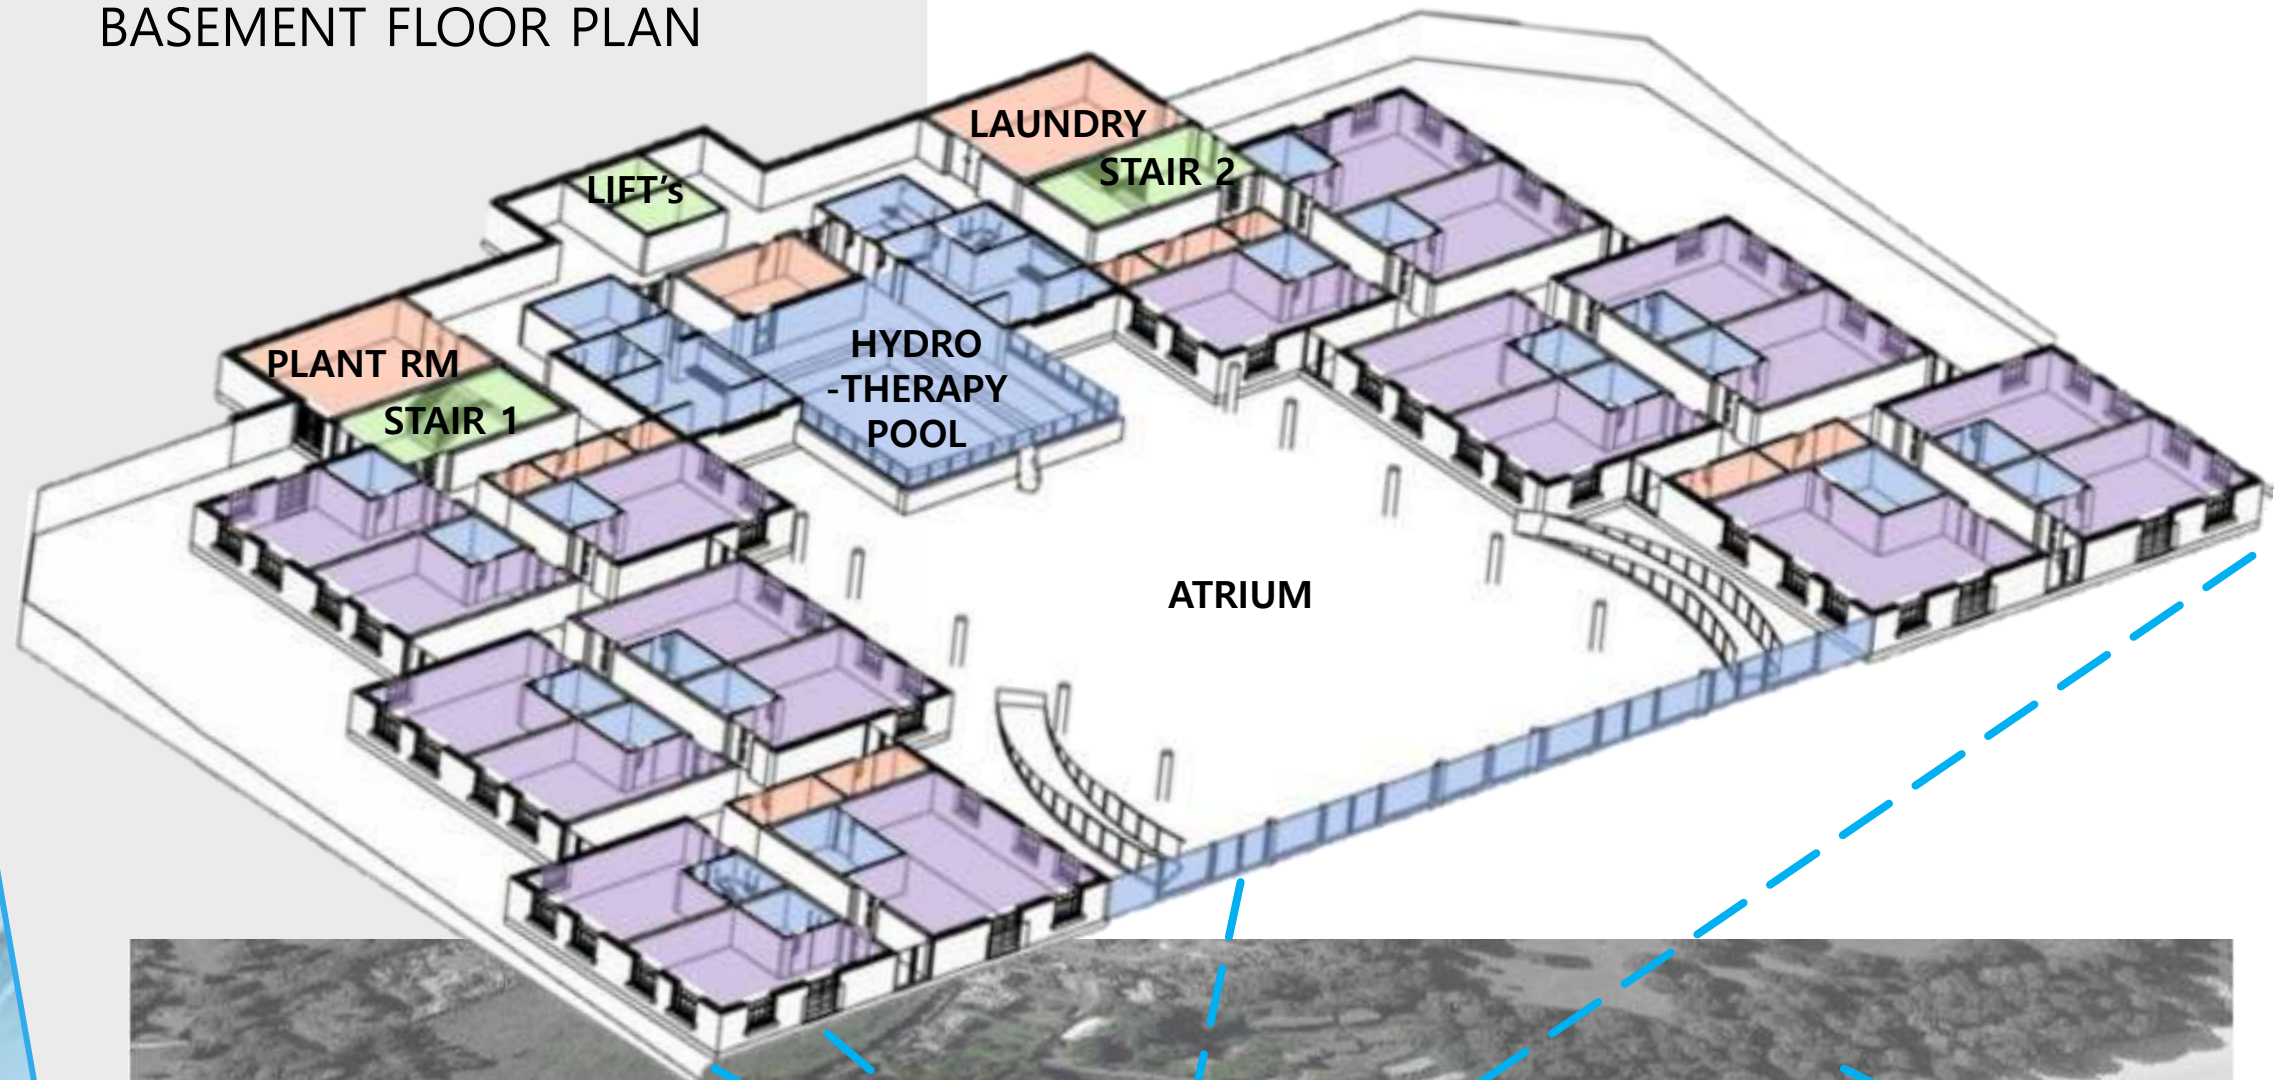 BASEMENT FLOOR PLAN
LAUNDRY
STAIR 2
LIFT's
HYDRO
-THERAPY
POOL
PLANT RM
STAIR 1
ATRIUM